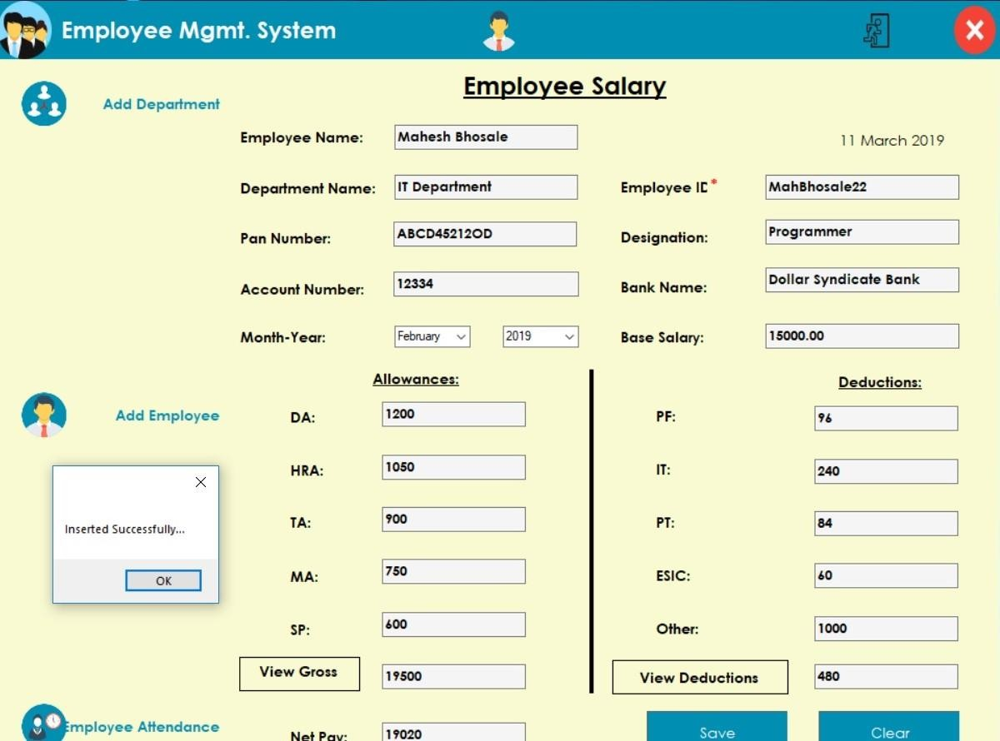 Employee Mgmt. System
Employee Salary
Add Department
Employee Name: Mahesh Bhosale
11 March 2019
Department Name: IT Department
Employee ID* MahBhosale22
Pan Number: ABCD45212OD
Designation: Programmer
Account Number: 12334
Bank Name: Dollar Syndicate Bank
Month-Year: February 2019
Base Salary: 15000.00
Allowances:
Deductions:
Add Employee
DA: 1200
PF: 96
HRA: 1050
IT: 240
Inserted Successfully...
OK
TA: 900
PT: 84
MA: 750
ESIC: 60
SP: 600
Other: 1000
View Gross 19500
View Deductions 480
Employee Attendance
Net Pay: 19020
Save
Clear